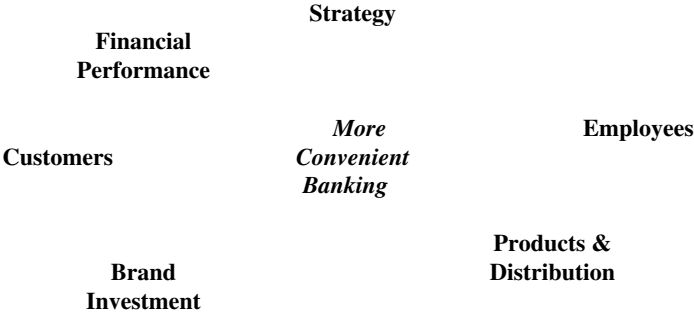 Strategy
Financial
Performance
More
Employees
Customers
Convenient
Banking
Products &
Brand
Distribution
Investment